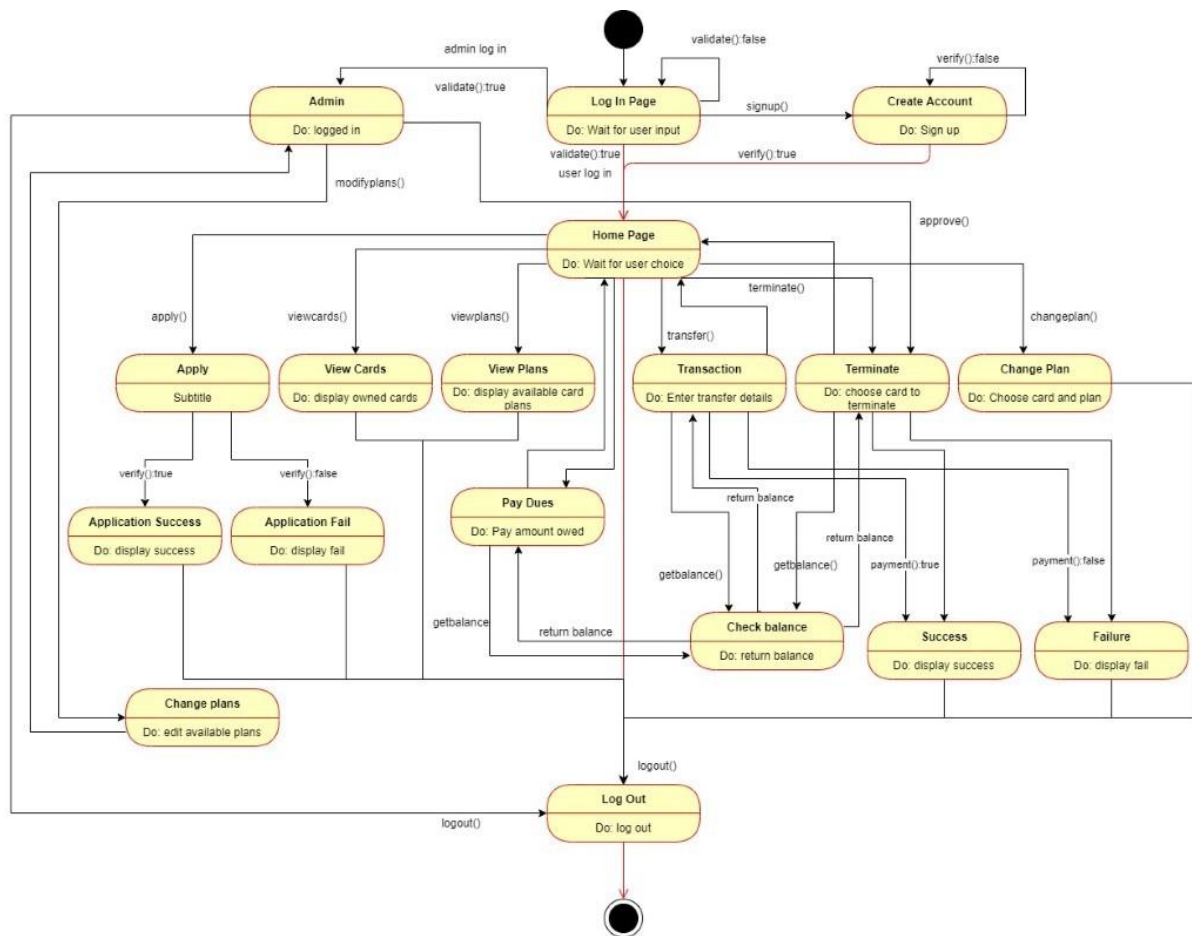 validate():false
admin log in
verify():false
validate():true
Admin
Do: logged in
Log In Page
Do: Wait for user input
signup()
Create Account
Do: Sign up
validate():true
user log in
verify():true
modifyplans()
approve()
Home Page
Do: Wait for user choice
apply()
viewcards()
viewplans()
transfer()
terminate()
changeplan()
Apply
Subtitle
View Cards
Do: display owned cards
View Plans
Do: display available card
plans
Transaction
Do: Enter transfer details
Terminate
Do: choose card to
terminate
Change Plan
Do: Choose card and plan
verify():true
verify():false
Application Success
Do: display success
Application Fail
Do: display fail
Pay Dues
Do: Pay amount owed
return balance
return balance
getbalance()
getbalance()
payment():true
payment():false
getbalance
return balance
Check balance
Do: return balance
Success
Do: display success
Failure
Do: display fail
Change plans
Do: edit available plans
logout()
Log Out
Do: log out
logout()